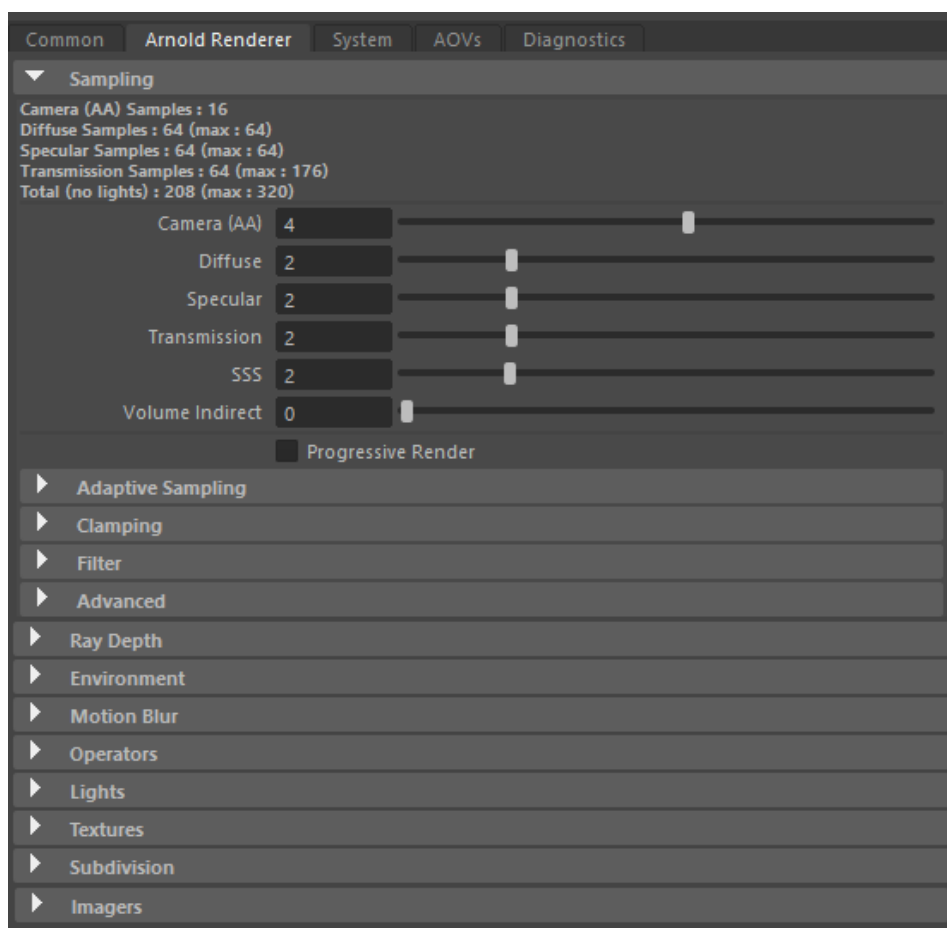 Common Arnold Renderer System AOVs Diagnostics
Sampling
Camera (AA) Samples : 16
Diffuse Samples : 64 (max : 64)
Specular Samples : 64 (max : 64)
Transmission Samples : 64 (max : 176)
Total (no lights) : 208 (max : 320)
Camera (AA) 4
Diffuse 2
Specular 2
Transmission 2
SSS 2
Volume Indirect 0
Progressive Render
Adaptive Sampling
Clamping
Filter
Advanced
Ray Depth
Environment
Motion Blur
Operators
Lights
Textures
Subdivision
Imagers